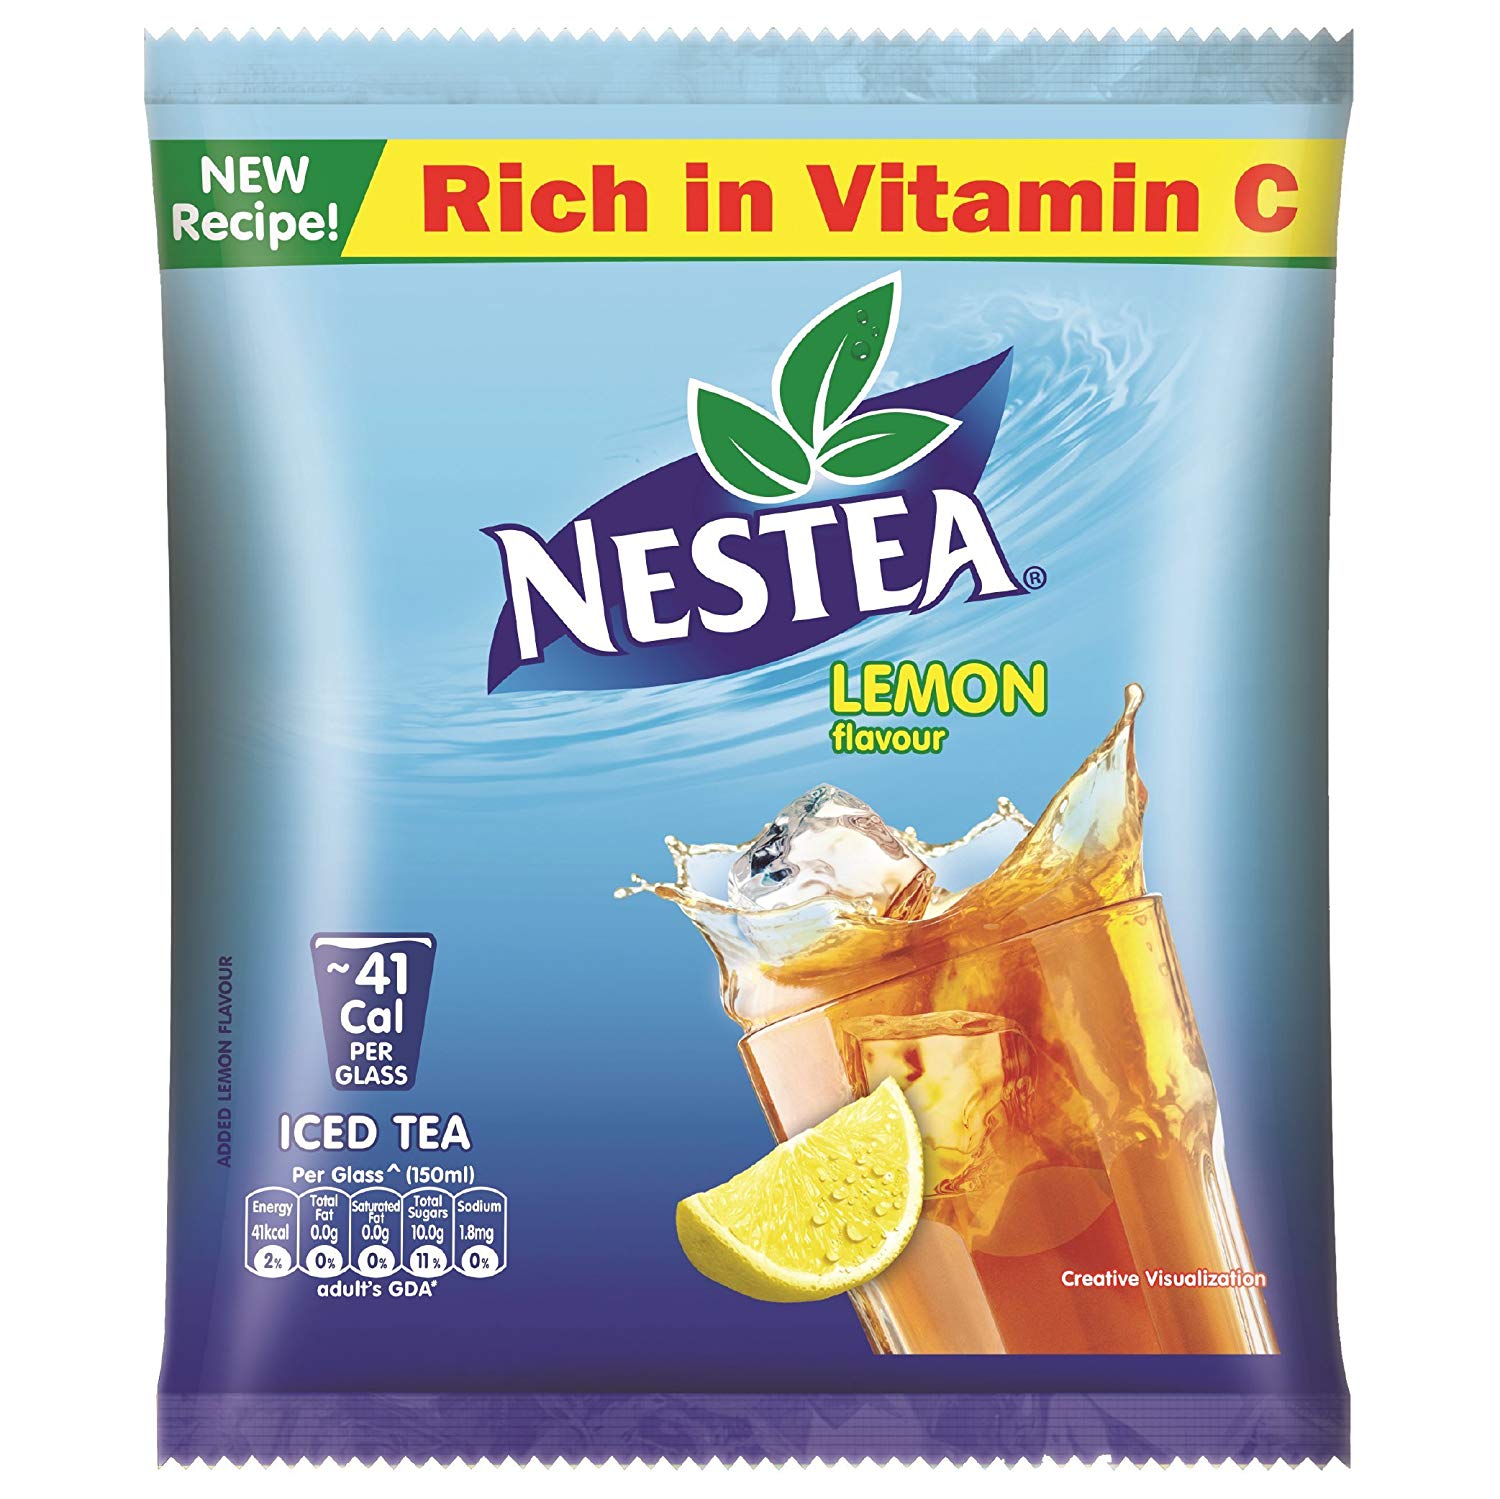 NEW
Recipe!
Rich in Vitamin C
NESTEA®
LEMON
flavour
~41
Cal
PER
GLASS
ADDED LEMON FLAVOUR
ICED TEA
Per Glass^ (150ml)
Energy 41kcal 2%
Total Fat 0.0g 0%
Saturated Fat 0.0g 0%
Total Sugars 10.0g 11%
Sodium 1.8mg 0%
adult's GDA*
Creative Visualization